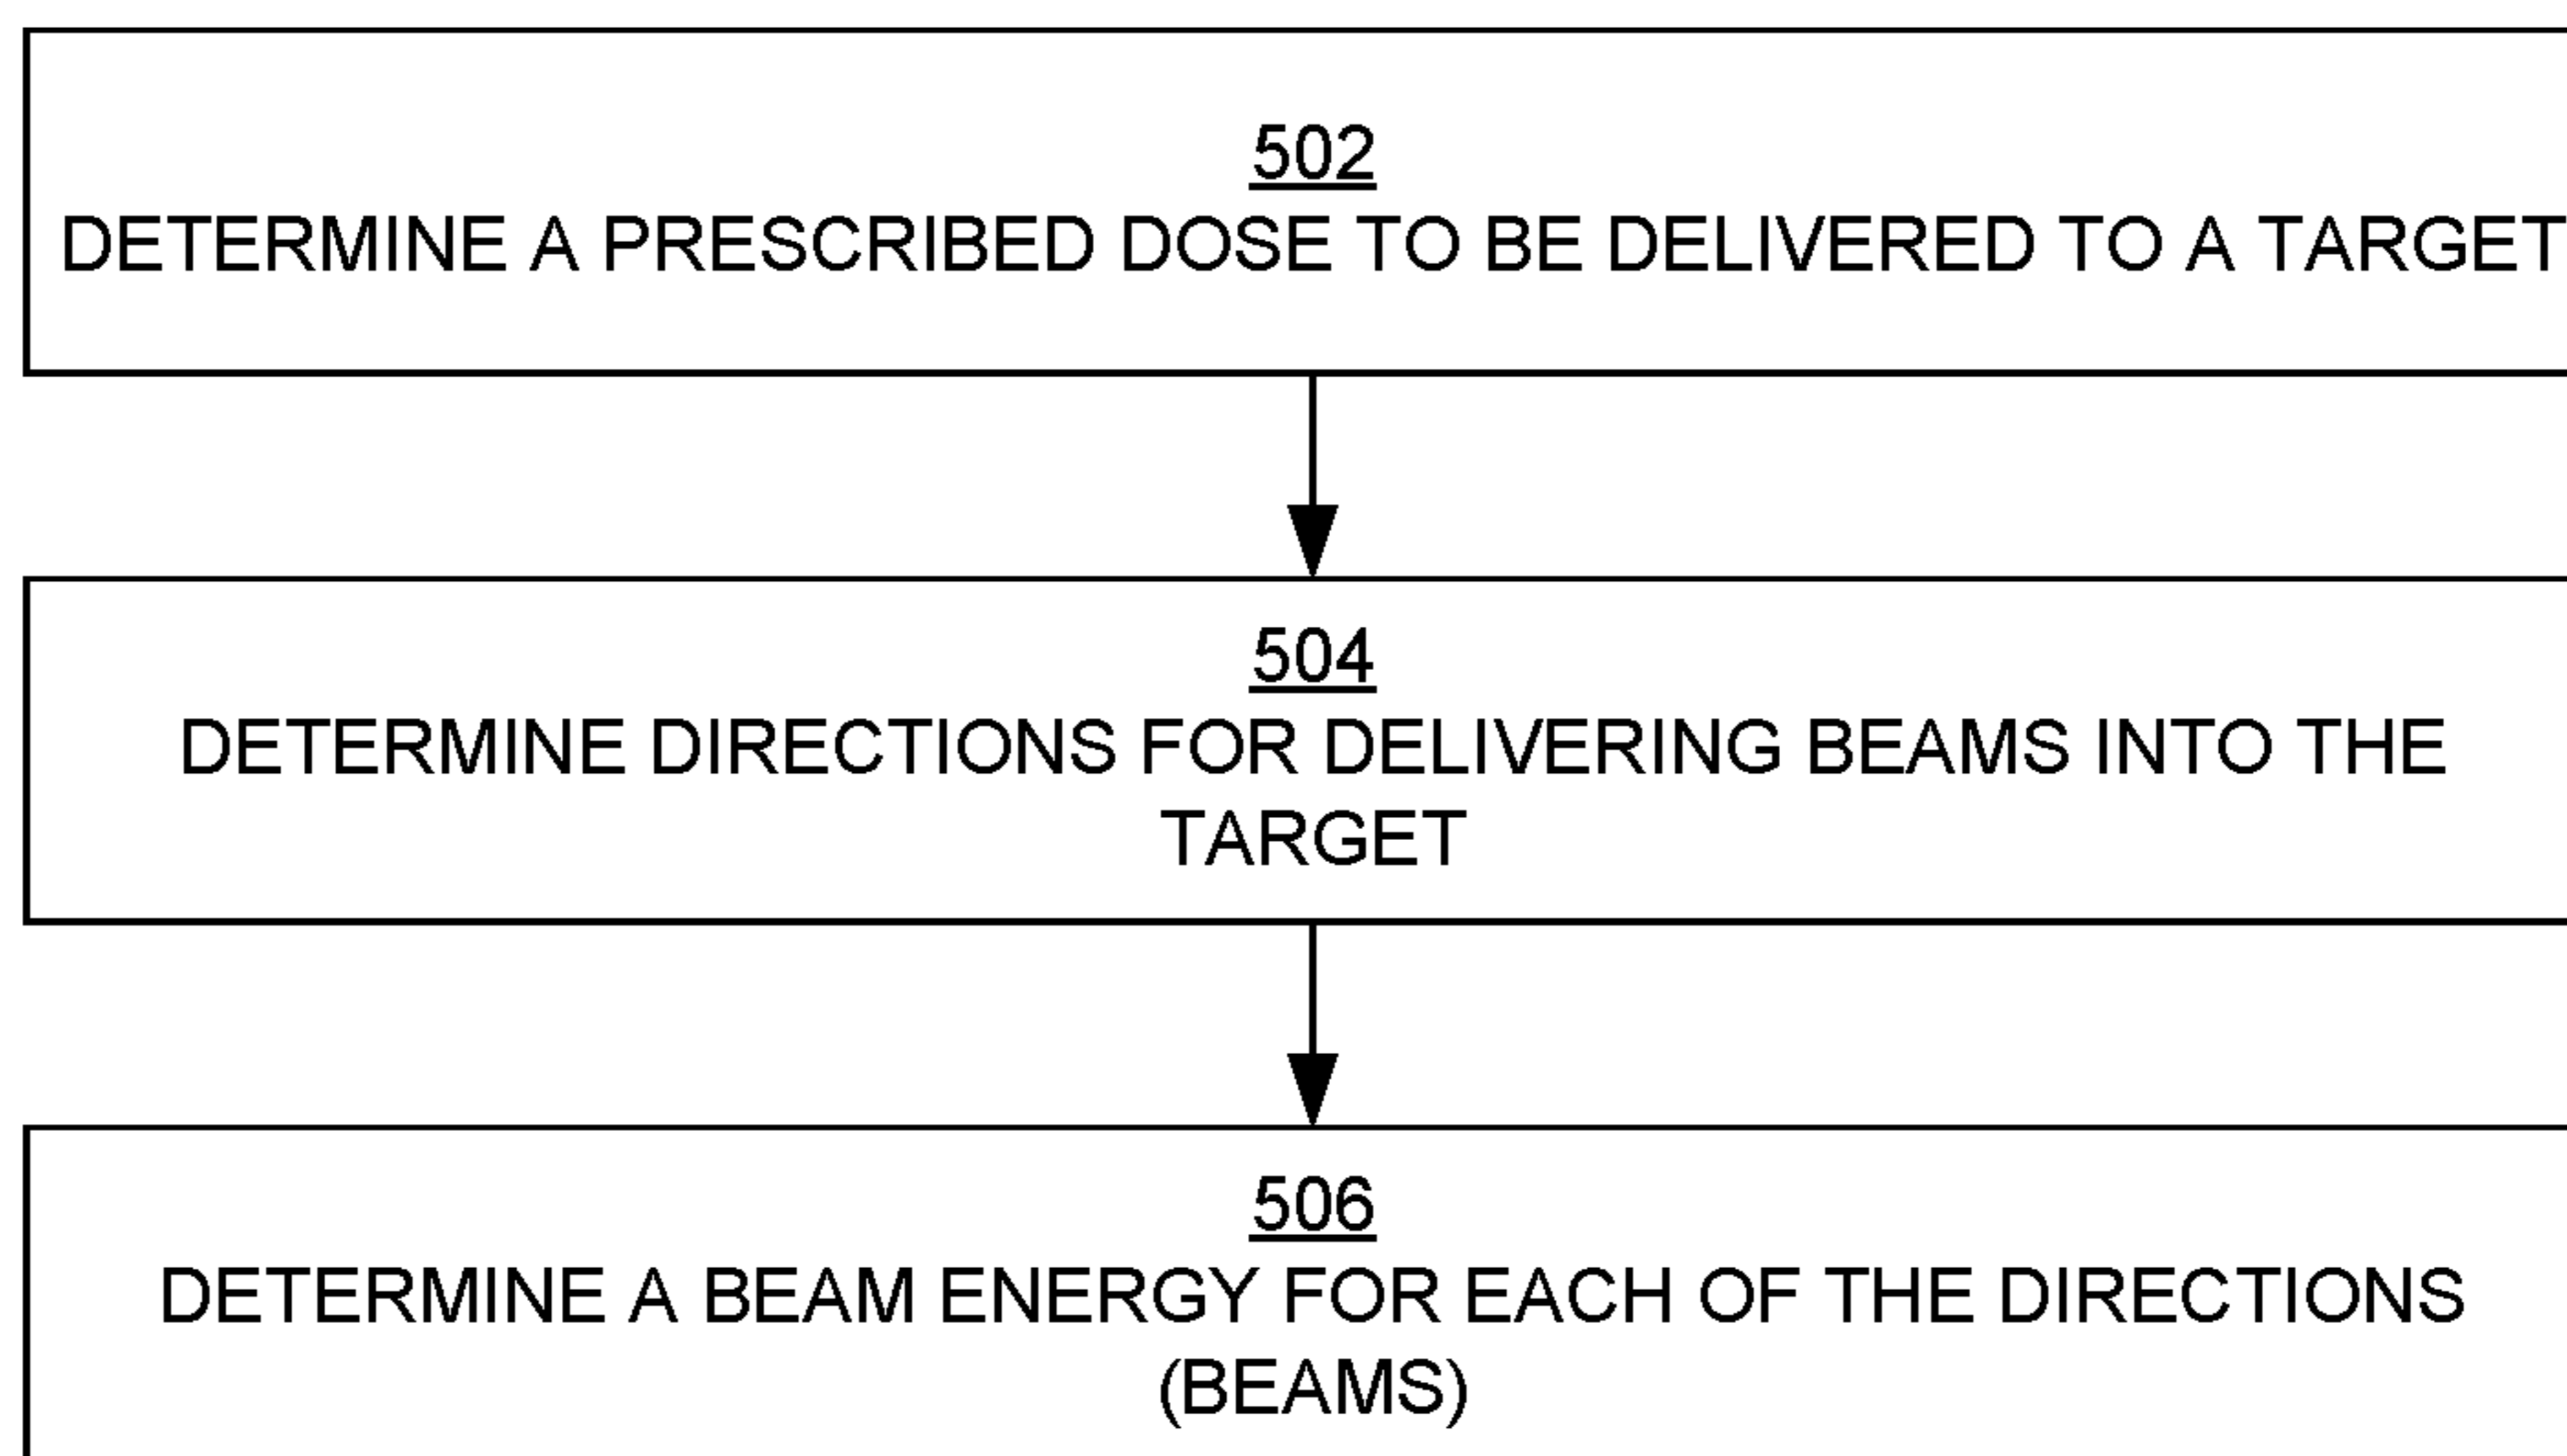 502
DETERMINE A PRESCRIBED DOSE TO BE DELIVERED TO A TARGET
504
DETERMINE DIRECTIONS FOR DELIVERING BEAMS INTO THE
TARGET
506
DETERMINE A BEAM ENERGY FOR EACH OF THE DIRECTIONS
(BEAMS)